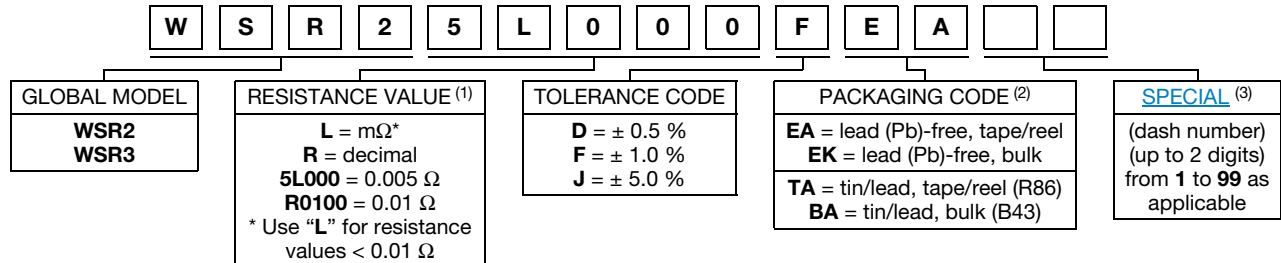 W S R 2 5 L 0 0 0 F E A
GLOBAL MODEL
WSR2
WSR3
RESISTANCE VALUE (1)
L = mΩ*
R = decimal
5L000 = 0.005 Ω
R0100 = 0.01 Ω
* Use "L" for resistance
values < 0.01 Ω
TOLERANCE CODE
D = ± 0.5 %
F = ± 1.0 %
J = ± 5.0 %
PACKAGING CODE (2)
EA = lead (Pb)-free, tape/reel
EK = lead (Pb)-free, bulk
TA = tin/lead, tape/reel (R86)
BA = tin/lead, bulk (B43)
SPECIAL (3)
(dash number)
(up to 2 digits)
from 1 to 99 as
applicable